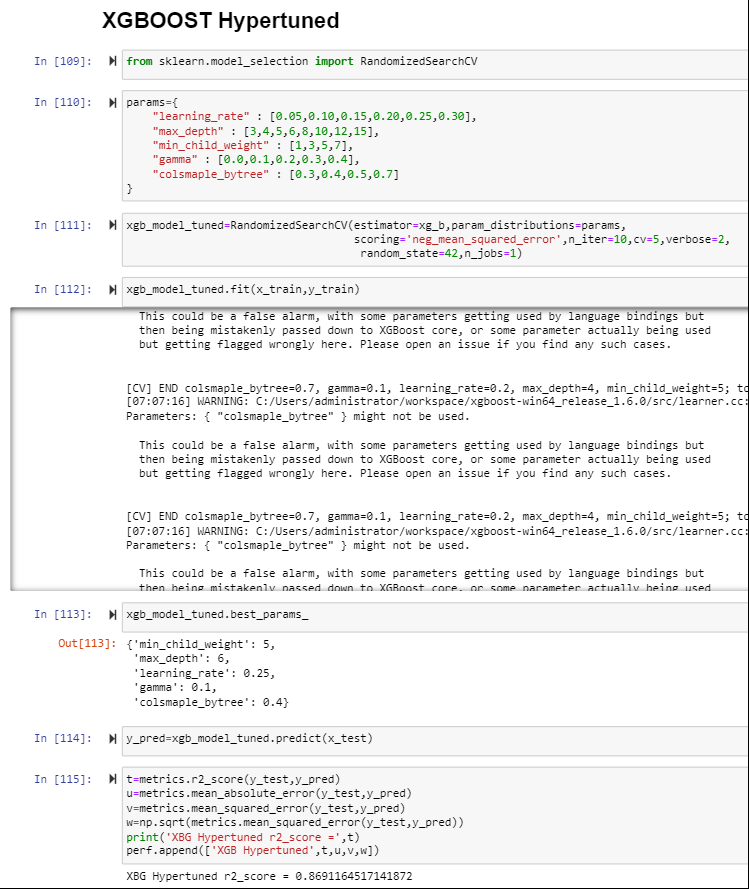 XGBOOST Hypertuned
In [109]: from sklearn.model_selection import RandomizedSearchCV
In [110]: params={
"learning_rate" : [0.05,0.10,0.15,0.20,0.25,0.30],
"max_depth" : [3,4,5,6,8,10,12,15],
"min_child_weight" : [1,3,5,7],
"gamma" : [0.0,0.1,0.2,0.3,0.4],
"colsmaple_bytree" : [0.3,0.4,0.5,0.7]
}
In [111]: xgb_model_tuned=RandomizedSearchCV(estimator=xg_b,param_distributions=params,
scoring='neg_mean_squared_error',n_iter=10,cv=5,verbose=2,
random_state=42,n_jobs=1)
In [112]: xgb_model_tuned.fit(x_train,y_train)
This could be a false alarm, with some parameters getting used by language bindings but
then being mistakenly passed down to XGBoost core, or some parameter actually being used
but getting flagged wrongly here. Please open an issue if you find any such cases.
[CV] END colsmaple_bytree=0.7, gamma=0.1, learning_rate=0.2, max_depth=4, min_child_weight=5; to
[07:07:16] WARNING: C:/Users/administrator/workspace/xgboost-win64_release_1.6.0/src/learner.cc:
Parameters: { "colsmaple_bytree" } might not be used.
This could be a false alarm, with some parameters getting used by language bindings but
then being mistakenly passed down to XGBoost core, or some parameter actually being used
but getting flagged wrongly here. Please open an issue if you find any such cases.
[CV] END colsmaple_bytree=0.7, gamma=0.1, learning_rate=0.2, max_depth=4, min_child_weight=5; to
[07:07:16] WARNING: C:/Users/administrator/workspace/xgboost-win64_release_1.6.0/src/learner.cc:
Parameters: { "colsmaple_bytree" } might not be used.
This could be a false alarm, with some parameters getting used by language bindings but
then being mistakenly passed down to XGBoost core, or some parameter actually being used
In [113]: xgb_model_tuned.best_params_
Out[113]: {'min_child_weight': 5,
'max_depth': 6,
'learning_rate': 0.25,
'gamma': 0.1,
'colsmaple_bytree': 0.4}
In [114]: y_pred=xgb_model_tuned.predict(x_test)
In [115]: t=metrics.r2_score(y_test,y_pred)
u=metrics.mean_absolute_error(y_test,y_pred)
v=metrics.mean_squared_error(y_test,y_pred)
w=np.sqrt(metrics.mean_squared_error(y_test,y_pred))
print('XBG Hypertuned r2_score =',t)
perf.append(['XGB Hypertuned',t,u,v,w])
XBG Hypertuned r2_score = 0.8691164517141872